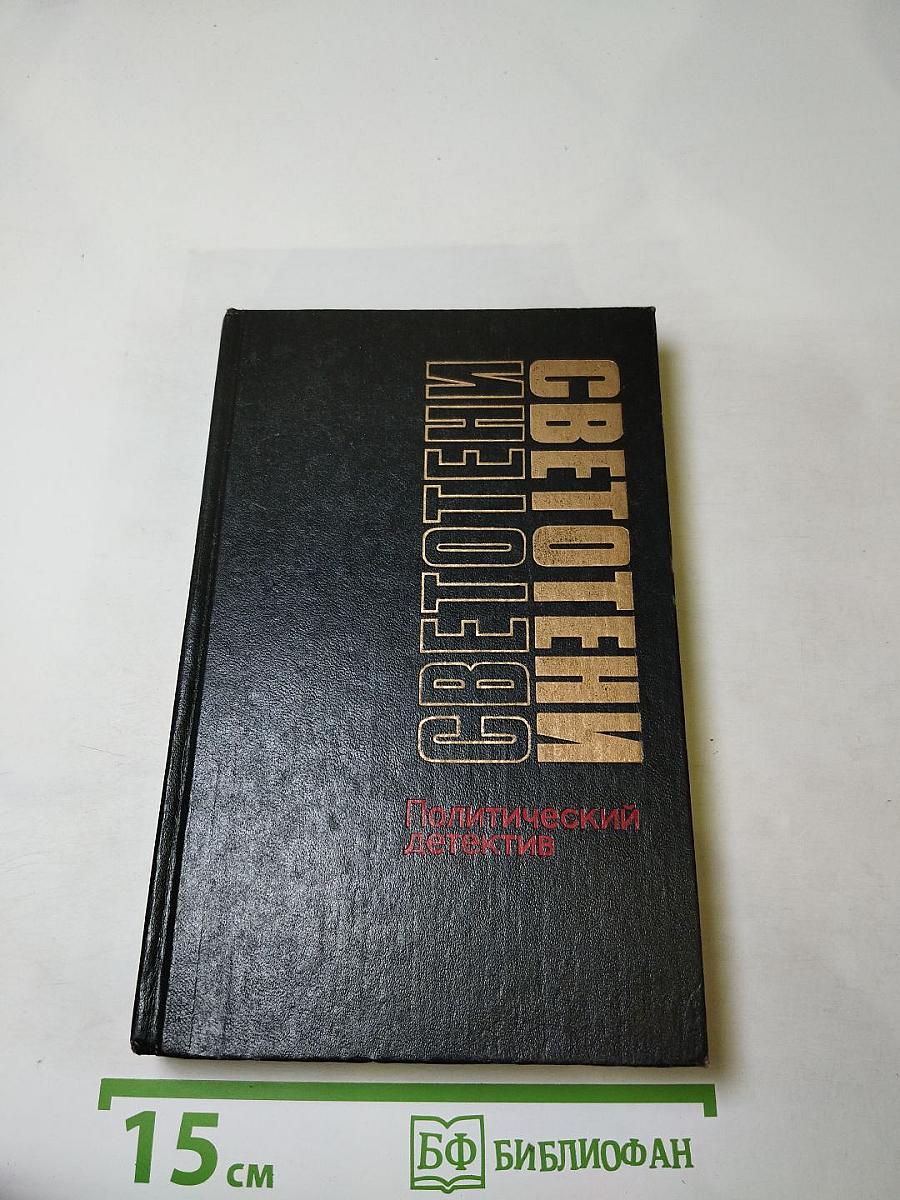 СВЕТОТЕНИ
СВЕТОТЕНИ
Политический
детектив
15 см
БФ БИБЛИОФАН